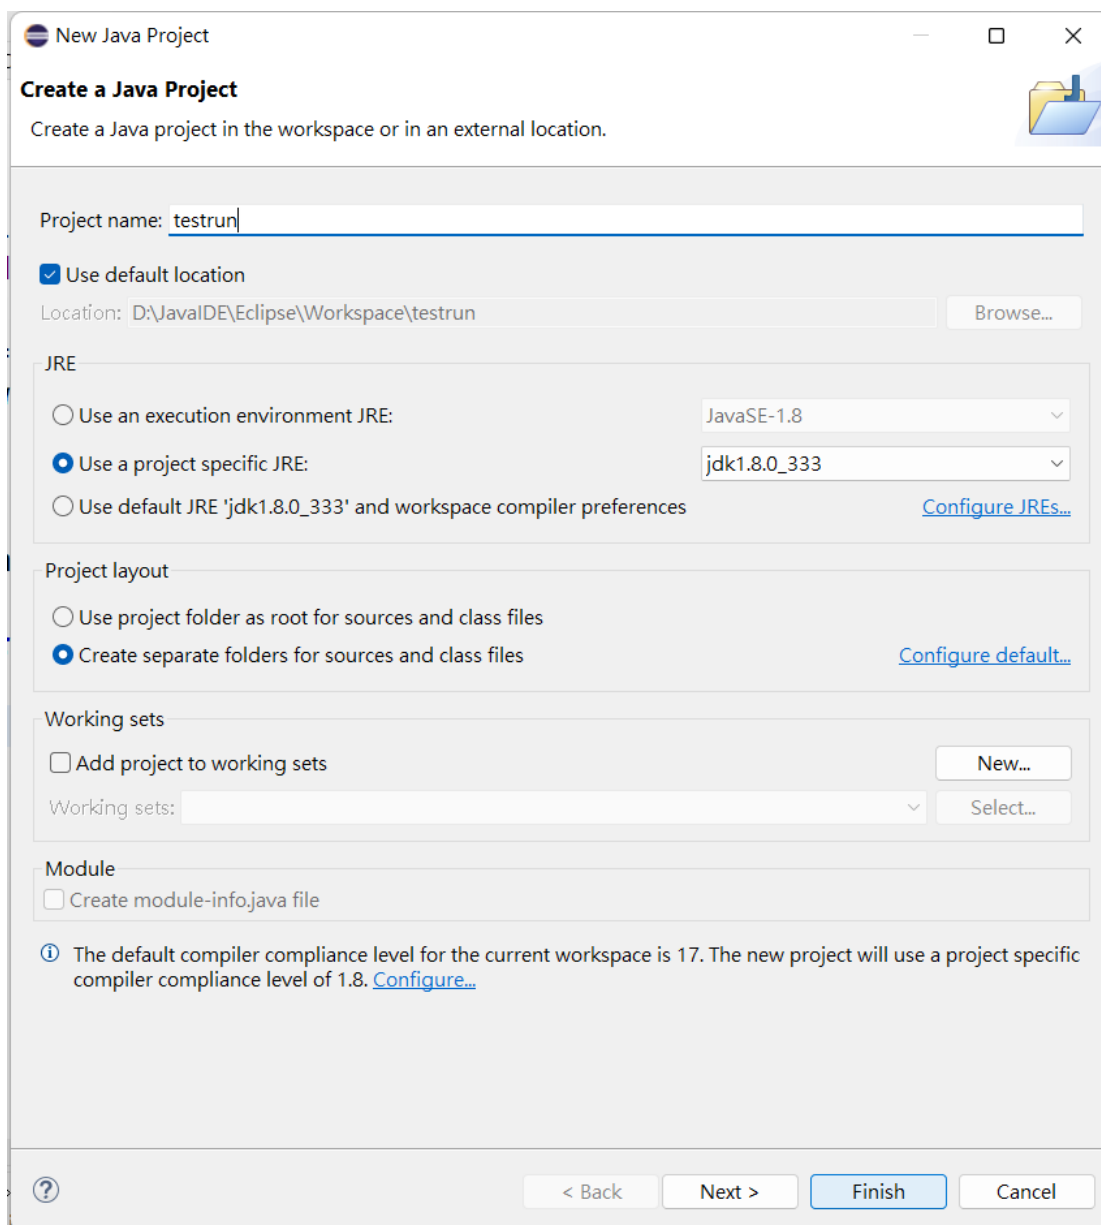 New Java Project
Create a Java Project
Create a Java project in the workspace or in an external location.
Project name: testrun
Use default location
Location: D:\JavaIDE\Eclipse\Workspace\testrun Browse...
JRE
Use an execution environment JRE: JavaSE-1.8
Use a project specific JRE: jdk1.8.0_333
Use default JRE 'jdk1.8.0_333' and workspace compiler preferences Configure JREs...
Project layout
Use project folder as root for sources and class files
Create separate folders for sources and class files Configure default...
Working sets
Add project to working sets New...
Working sets: Select...
Module
Create module-info.java file
The default compiler compliance level for the current workspace is 17. The new project will use a project specific
compiler compliance level of 1.8. Configure...
? < Back Next > Finish Cancel